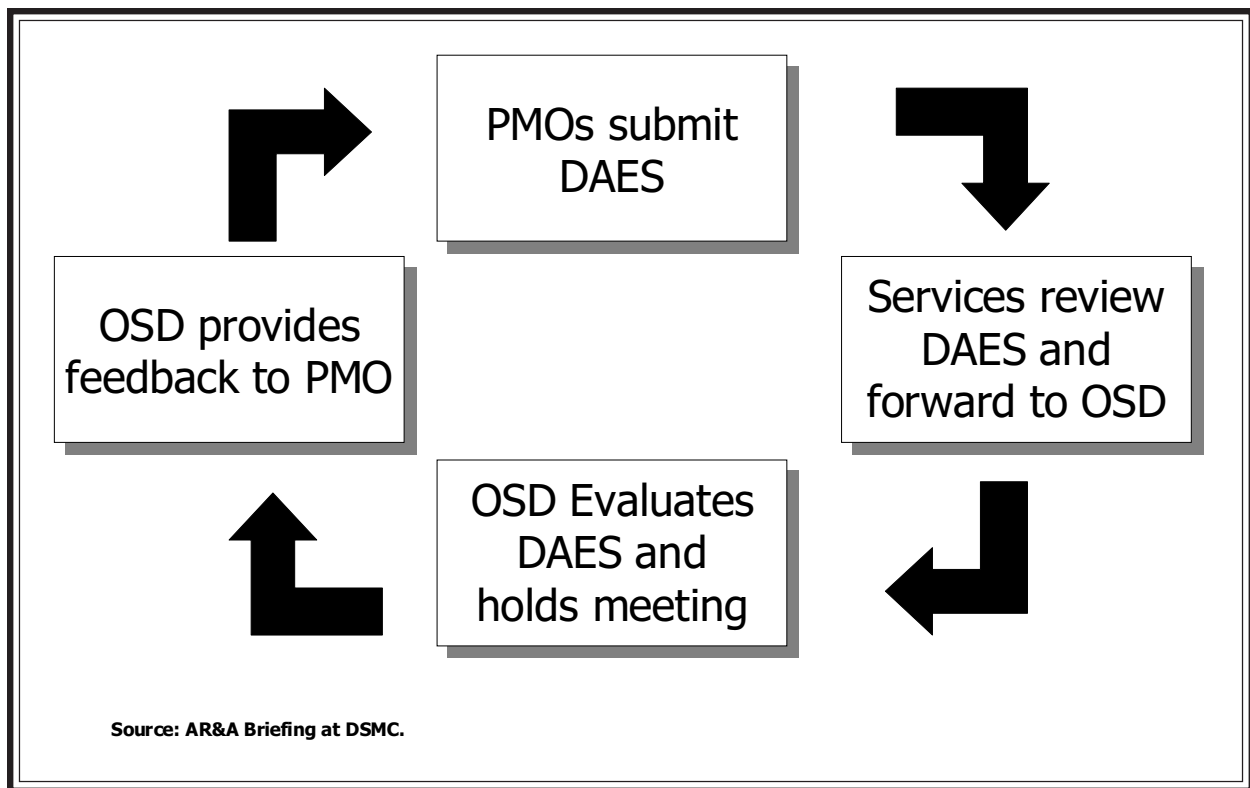 PMOs submit
DAES
Services review
DAES and
forward to OSD
OSD Evaluates
DAES and
holds meeting
OSD provides
feedback to PMO
Source: AR&A Briefing at DSMC.